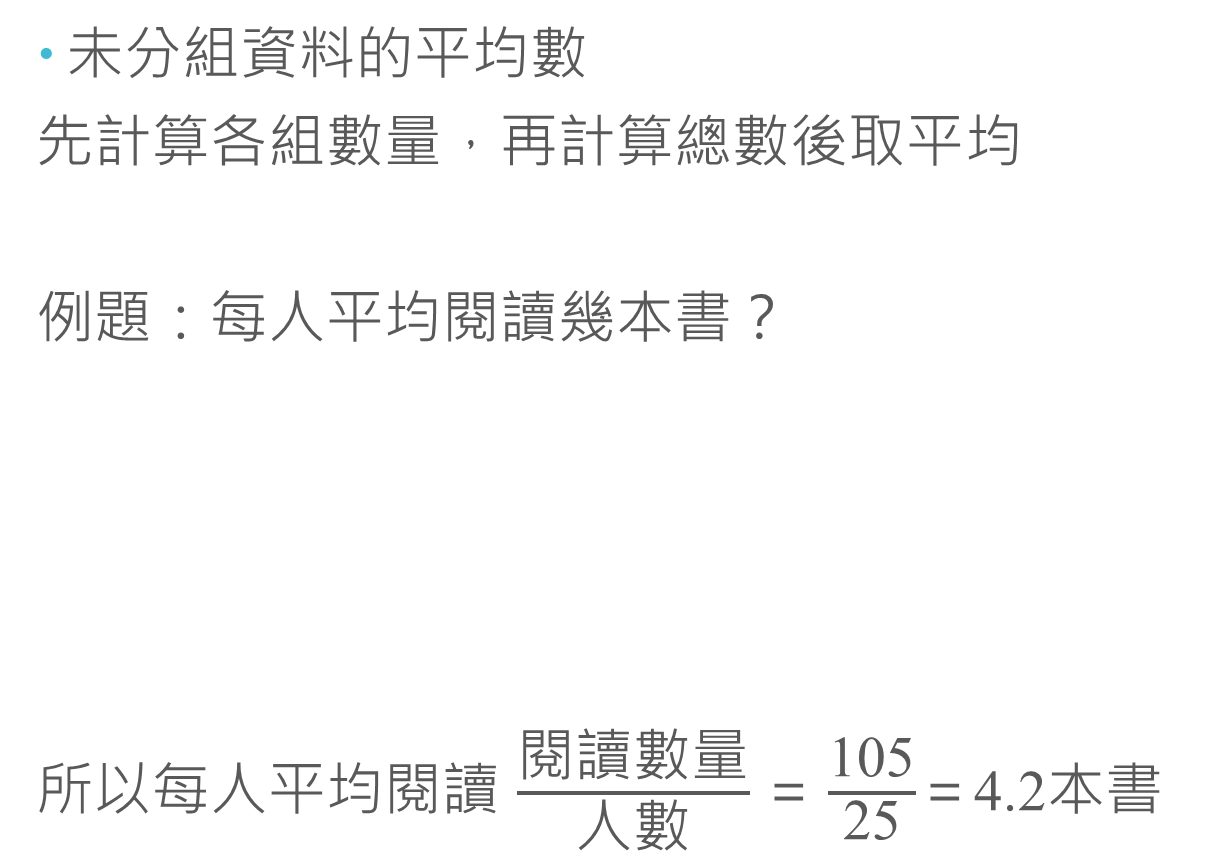 • 未分組資料的平均數
先計算各組數量，再計算總數後取平均
例題：每人平均閱讀幾本書？
所以每人平均閱讀 閱讀數量/人數 = 105/25 = 4.2本書